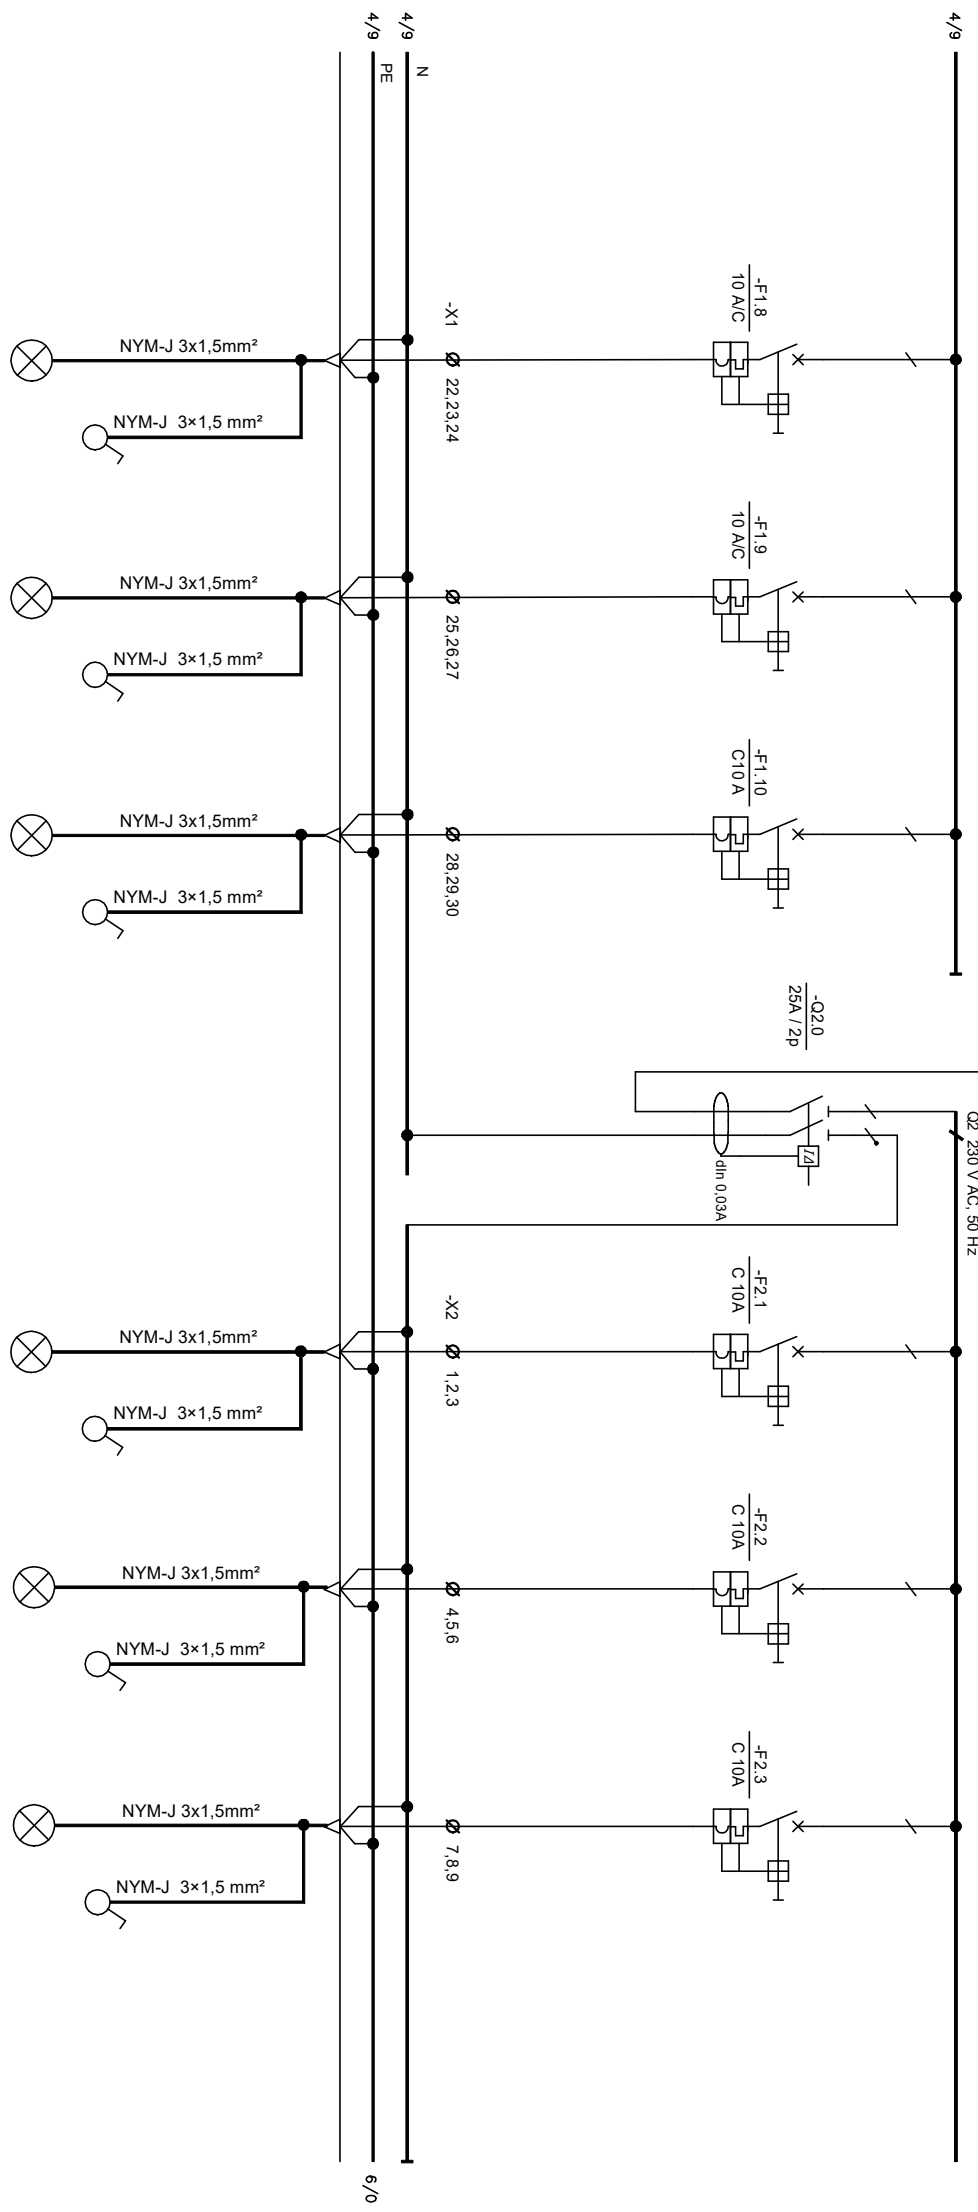 4/9
4/9
4/9
N
PE
-F1.8
10 A/C
-X1
22,23,24
NYM-J 3x1,5mm²
NYM-J 3×1,5 mm²
-F1.9
10 A/C
25,26,27
NYM-J 3x1,5mm²
NYM-J 3×1,5 mm²
-F1.10
C10 A
28,29,30
NYM-J 3x1,5mm²
NYM-J 3×1,5 mm²
-Q2.0
25A / 2p
IΔ
dIn 0,03A
Q2 230 V AC, 50 Hz
-F2.1
C 10A
-X2
1,2,3
NYM-J 3x1,5mm²
NYM-J 3×1,5 mm²
-F2.2
C 10A
4,5,6
NYM-J 3x1,5mm²
NYM-J 3×1,5 mm²
-F2.3
C 10A
7,8,9
NYM-J 3x1,5mm²
NYM-J 3×1,5 mm²
6/0